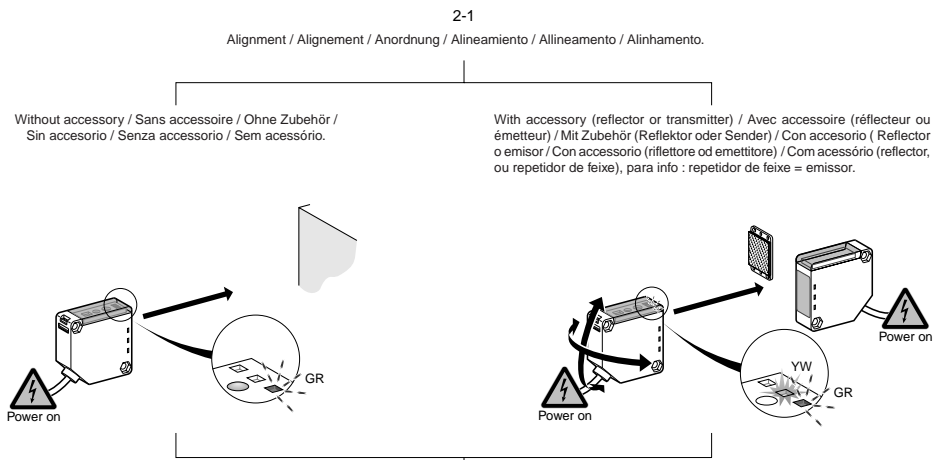 2-1
Alignment / Alignement / Anordnung / Alineamiento / Allineamento / Alinhamento.
Without accessory / Sans accessoire / Ohne Zubehör /
Sin accesorio / Senza accessorio / Sem acessório.
With accessory (reflector or transmitter) / Avec accessoire (réflecteur ou
émetteur) / Mit Zubehör (Reflektor oder Sender) / Con accesorio ( Reflector
o emisor / Con accessorio (riflettore od emettitore) / Com acessório (reflector,
ou repetidor de feixe), para info : repetidor de feixe = emissor.
GR
Power on
YW
GR
Power on
Power on